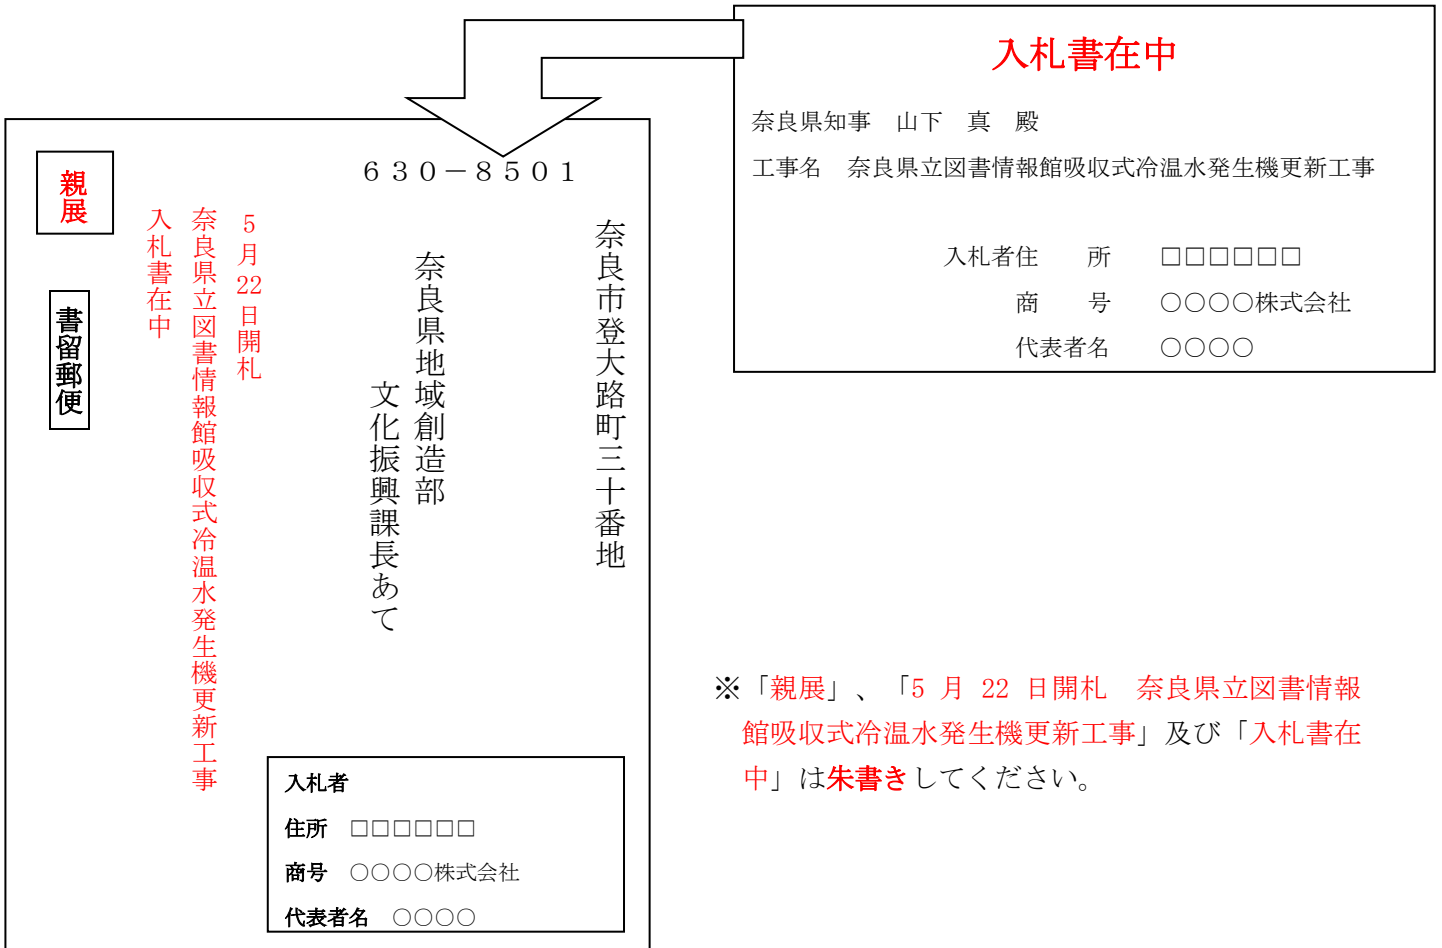 入札書在中
奈良県知事　山下　真　殿
工事名　奈良県立図書情報館吸収式冷温水発生機更新工事
入札者住　　所　　□□□□□□
商　　号　　○○○○株式会社
代表者名　　○○○○
６３０－８５０１
奈良市登大路町三十番地
奈良県地域創造部
文化振興課長あて
5月22日開札
奈良県立図書情報館吸収式冷温水発生機更新工事
入札書在中
親展
書留郵便
入札者
住所　□□□□□□
商号　○○○○株式会社
代表者名　○○○○
※「親展」、「5 月 22 日開札　奈良県立図書情報
館吸収式冷温水発生機更新工事」及び「入札書在
中」は朱書きしてください。